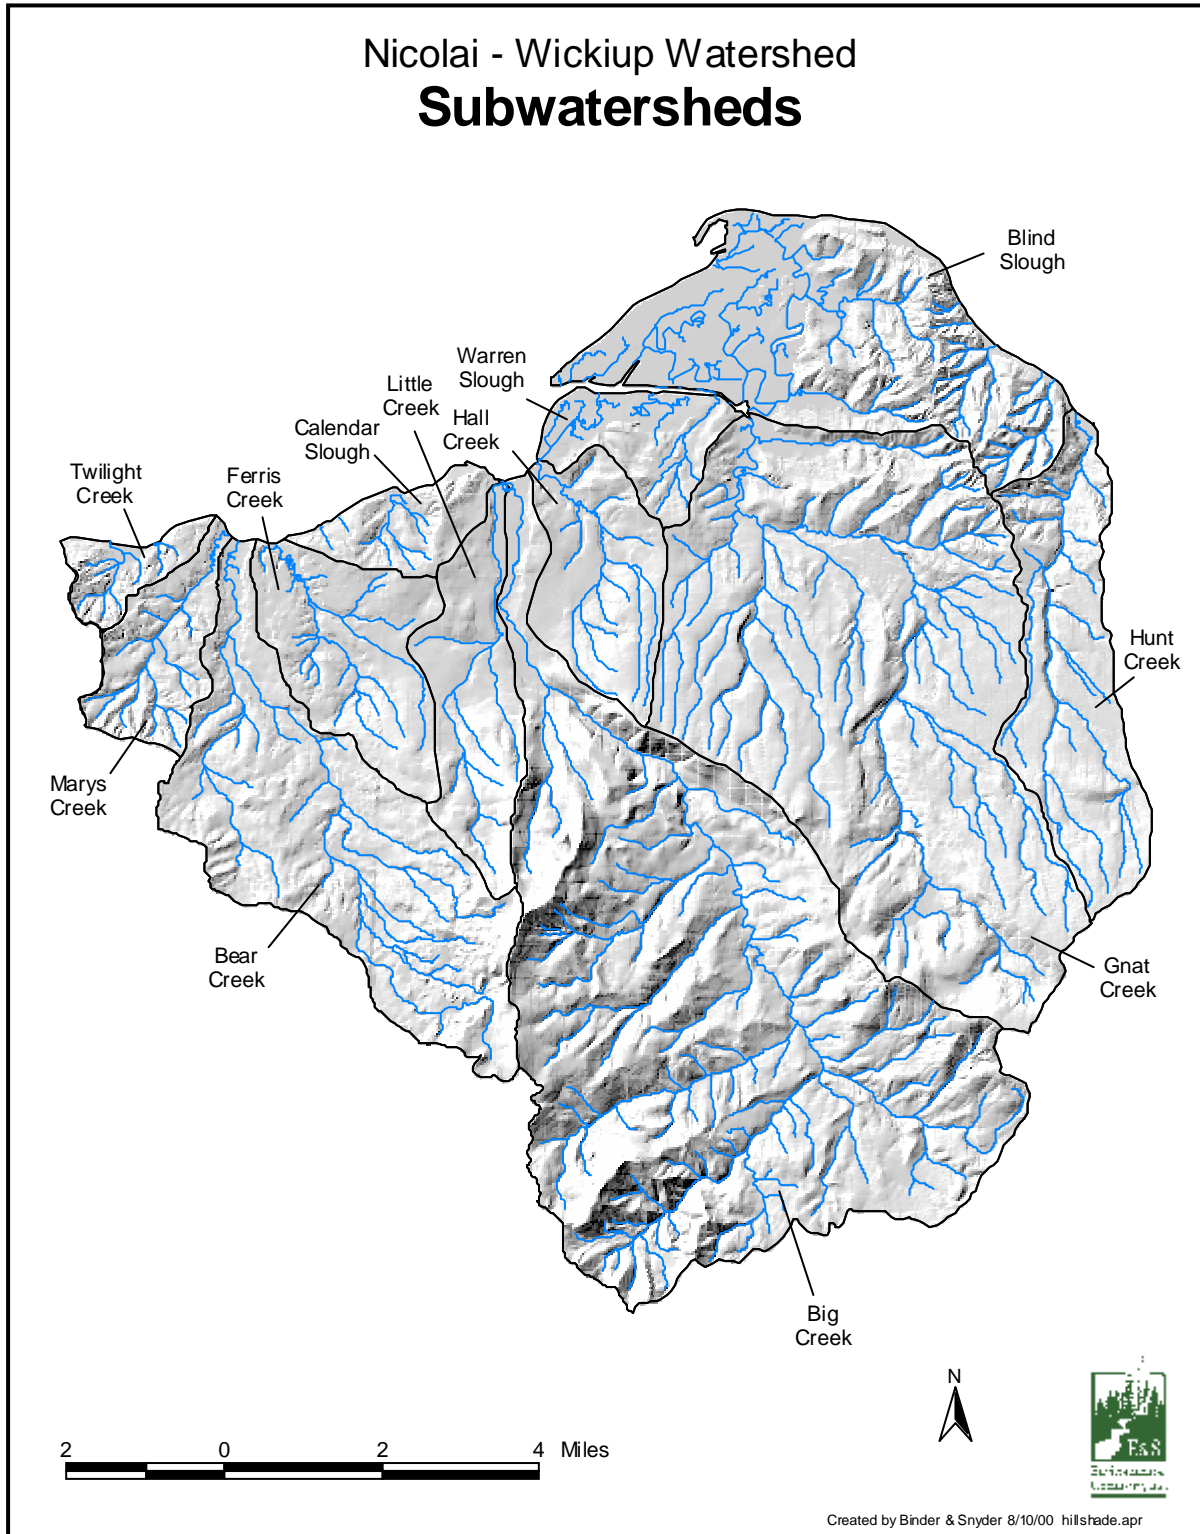 Nicolai - Wickiup Watershed
Subwatersheds
Blind
Slough
Warren
Slough
Little
Creek
Hall
Creek
Calendar
Slough
Twilight
Creek
Ferris
Creek
Hunt
Creek
Marys
Creek
Bear
Creek
Gnat
Creek
Big
Creek
N
2 0 2 4 Miles
E&S
Created by Binder & Snyder 8/10/00 hillshade.apr